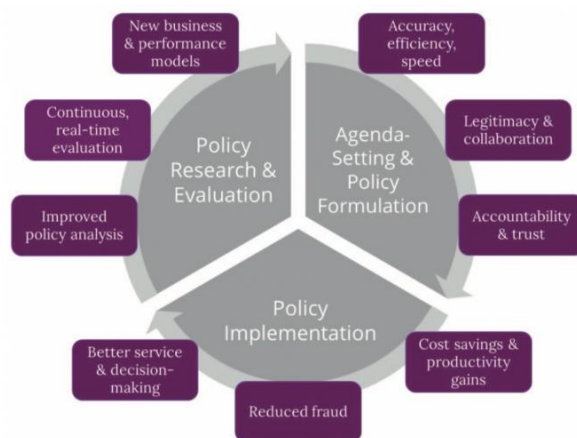 New business
& performance
models
Accuracy,
efficiency,
speed
Continuous,
real-time
evaluation
Policy
Research &
Evaluation
Agenda-
Setting &
Policy
Formulation
Legitimacy &
collaboration
Improved
policy analysis
Accountability
& trust
Policy
Implementation
Better service
& decision-
making
Cost savings &
productivity
gains
Reduced fraud